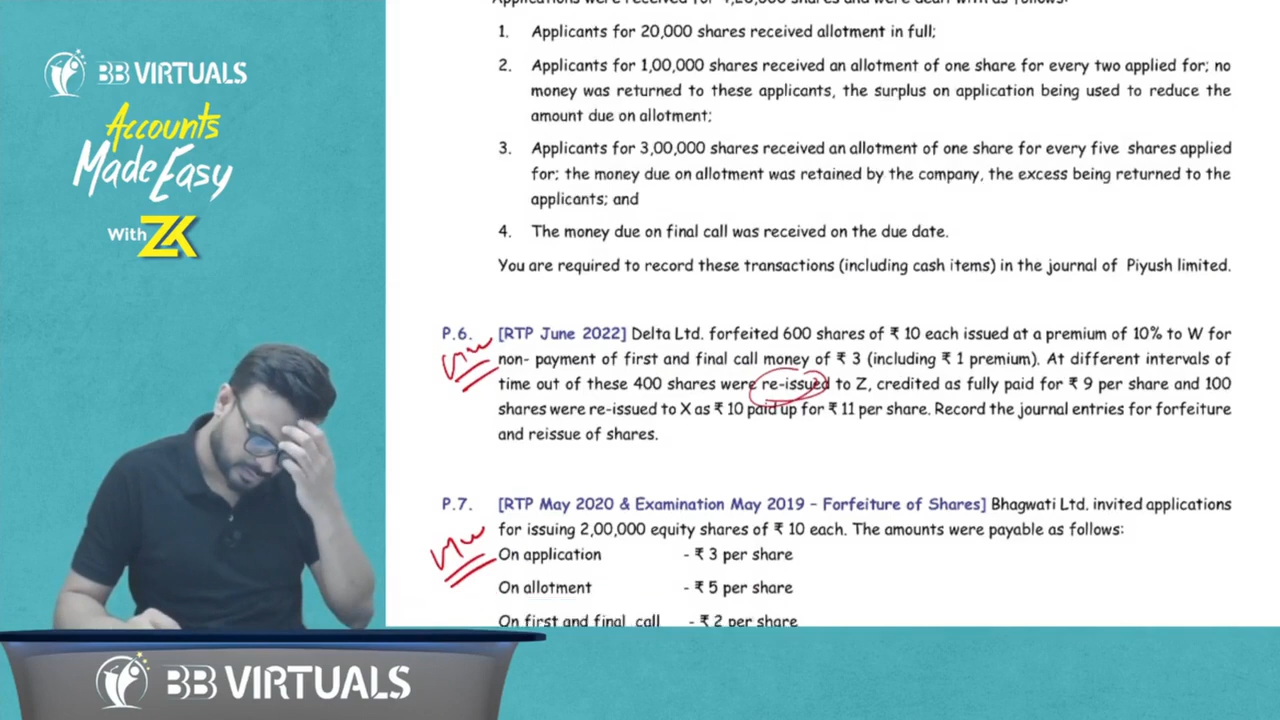 BB VIRTUALS
Accounts
Made Easy
With ZK
1. Applicants for 20,000 shares received allotment in full;
2. Applicants for 1,00,000 shares received an allotment of one share for every two applied for; no
money was returned to these applicants, the surplus on application being used to reduce the
amount due on allotment;
3. Applicants for 3,00,000 shares received an allotment of one share for every five shares applied
for; the money due on allotment was retained by the company, the excess being returned to the
applicants; and
4. The money due on final call was received on the due date.
You are required to record these transactions (including cash items) in the journal of Piyush limited.
P.6. [RTP June 2022] Delta Ltd. forfeited 600 shares of ₹ 10 each issued at a premium of 10% to W for
non- payment of first and final call money of ₹ 3 (including ₹ 1 premium). At different intervals of
time out of these 400 shares were re-issued to Z, credited as fully paid for ₹ 9 per share and 100
shares were re-issued to X as ₹ 10 paid up for ₹ 11 per share. Record the journal entries for forfeiture
and reissue of shares.
P.7. [RTP May 2020 & Examination May 2019 – Forfeiture of Shares] Bhagwati Ltd. invited applications
for issuing 2,00,000 equity shares of ₹ 10 each. The amounts were payable as follows:
On application - ₹ 3 per share
On allotment - ₹ 5 per share
On first and final call - ₹ 2 per share
BB VIRTUALS